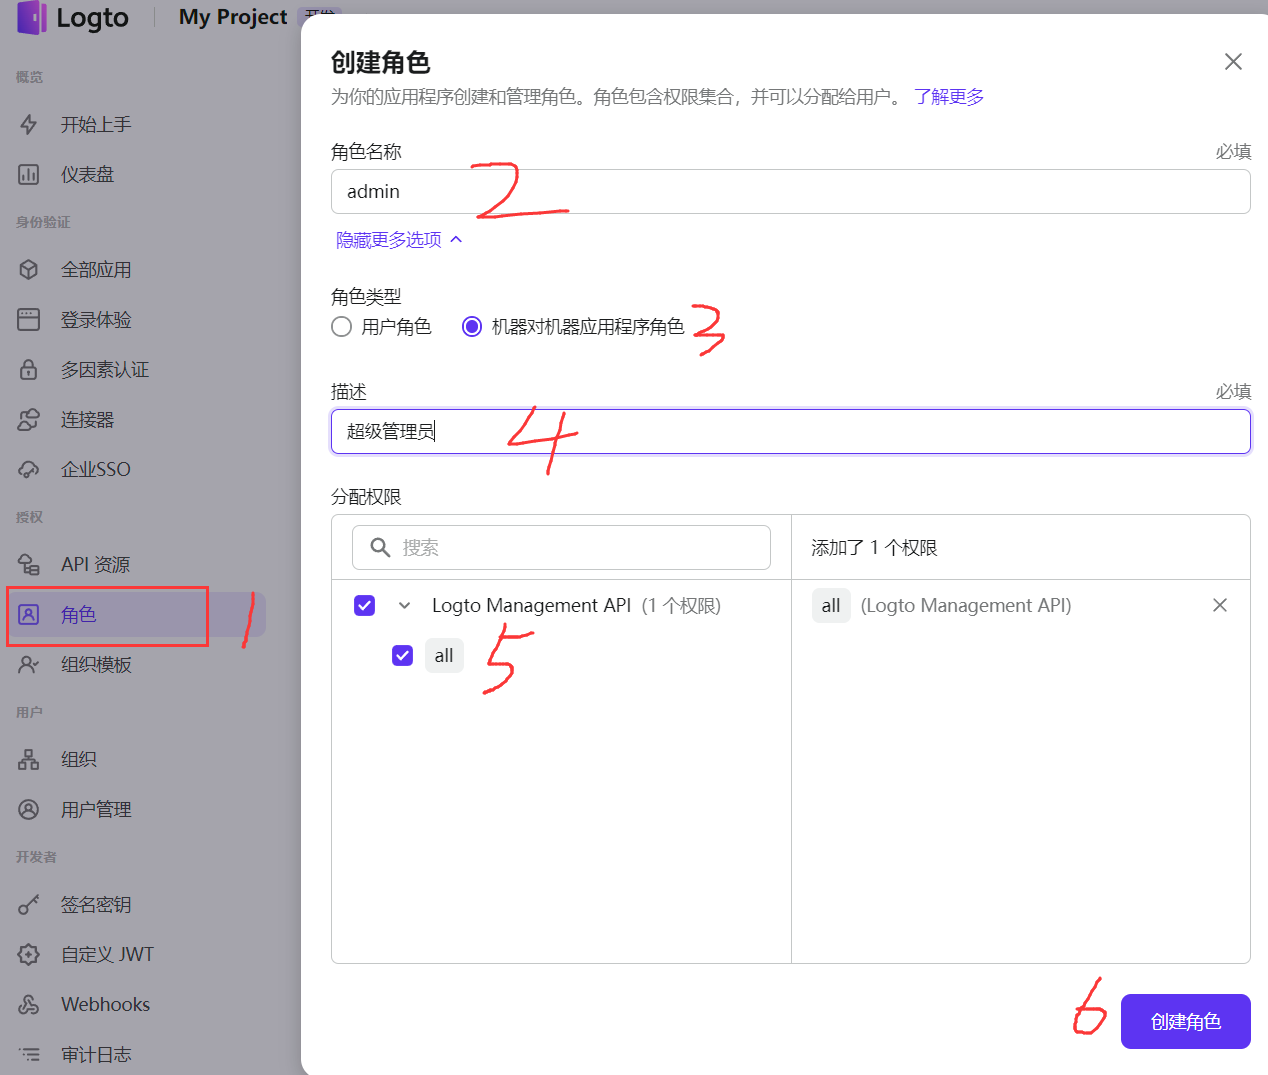 Logto
My Project
开发
概览
开始上手
仪表盘
身份验证
全部应用
登录体验
多因素认证
连接器
企业SSO
授权
API 资源
角色
1
组织模板
用户
组织
用户管理
开发者
签名密钥
自定义 JWT
Webhooks
审计日志
创建角色
为你的应用程序创建和管理角色。角色包含权限集合，并可以分配给用户。 了解更多
角色名称 必填
admin
2
隐藏更多选项
角色类型
用户角色 机器对机器应用程序角色 3
描述 必填
超级管理员 4
分配权限
搜索
添加了 1 个权限
Logto Management API (1 个权限)
all (Logto Management API)
all 5
6 创建角色